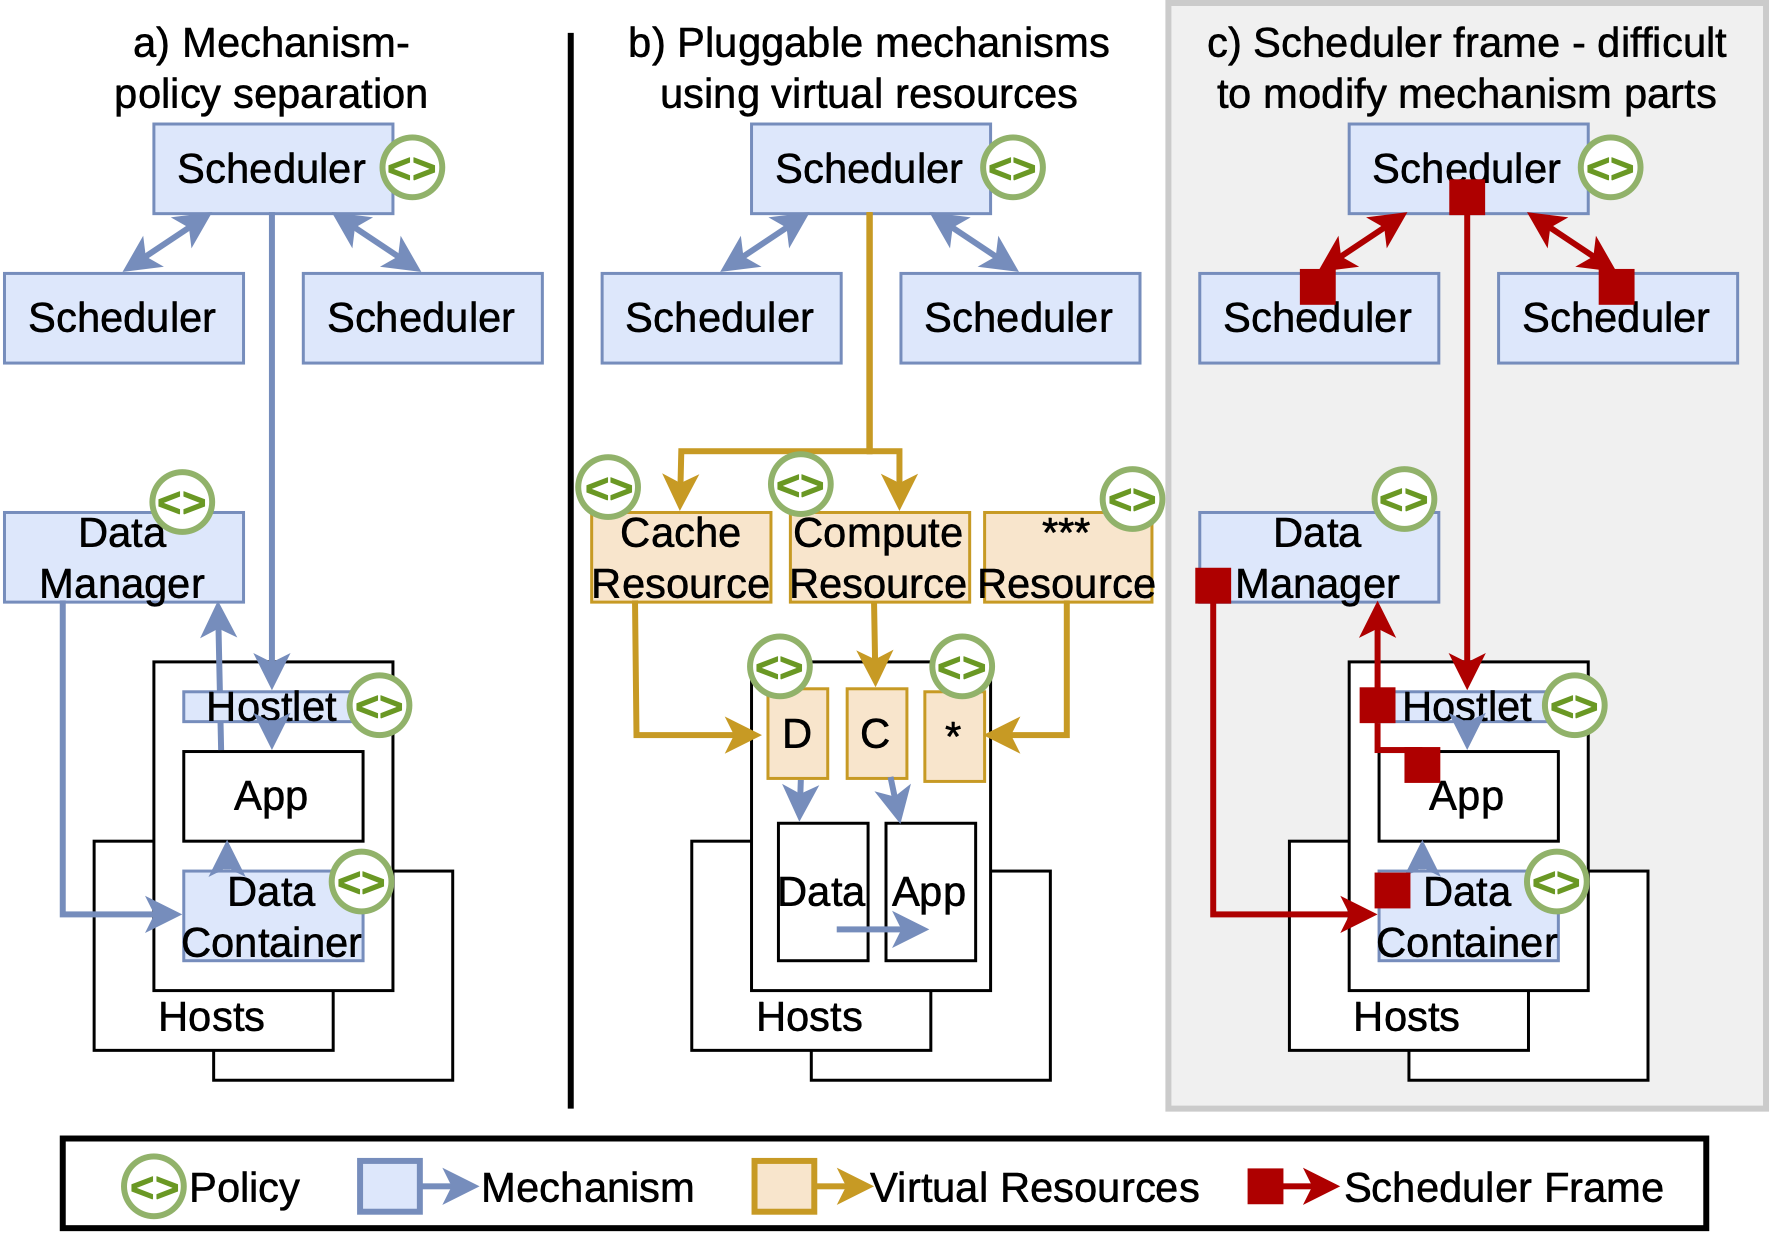 a) Mechanism-
policy separation
Scheduler
<>
Scheduler
Scheduler
<>
Data
Manager
Hostlet
<>
App
<>
Data
Container
Hosts
b) Pluggable mechanisms
using virtual resources
Scheduler
<>
Scheduler
Scheduler
<>
<>
<>
Cache
Resource
Compute
Resource
***
Resource
<>
<>
D
C
*
Data
App
Hosts
c) Scheduler frame - difficult
to modify mechanism parts
Scheduler
<>
Scheduler
Scheduler
<>
Data
Manager
Hostlet
<>
App
<>
Data
Container
Hosts
<> Policy
Mechanism
Virtual Resources
Scheduler Frame